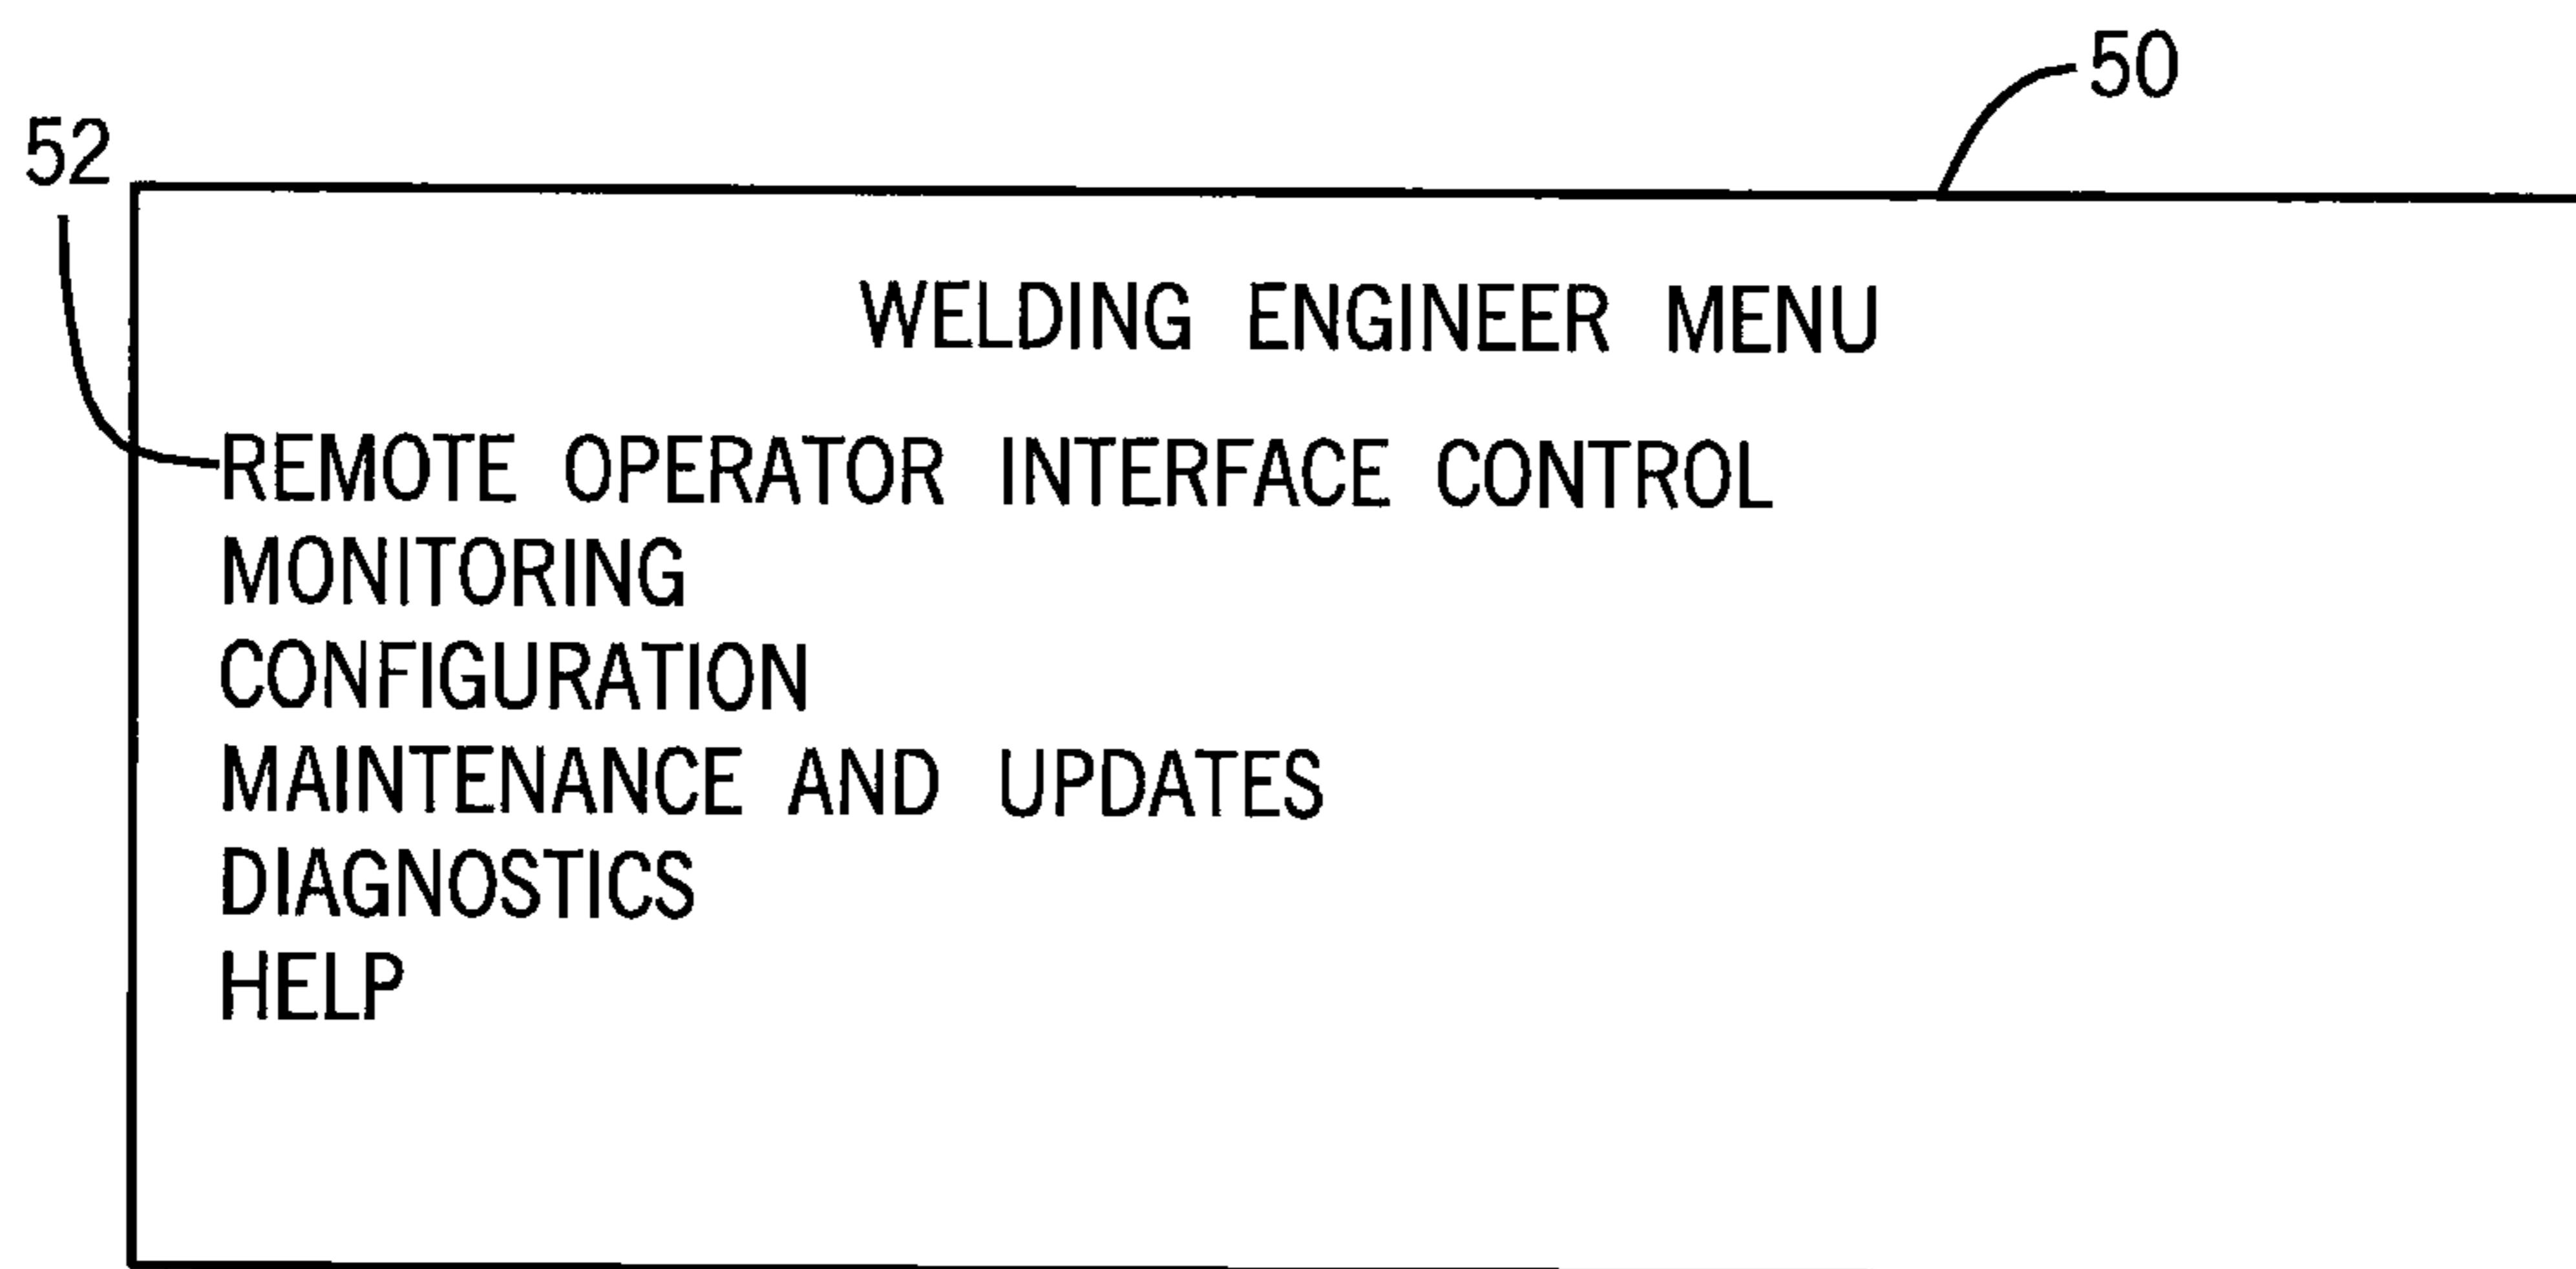 50
52
WELDING ENGINEER MENU
REMOTE OPERATOR INTERFACE CONTROL
MONITORING
CONFIGURATION
MAINTENANCE AND UPDATES
DIAGNOSTICS
HELP